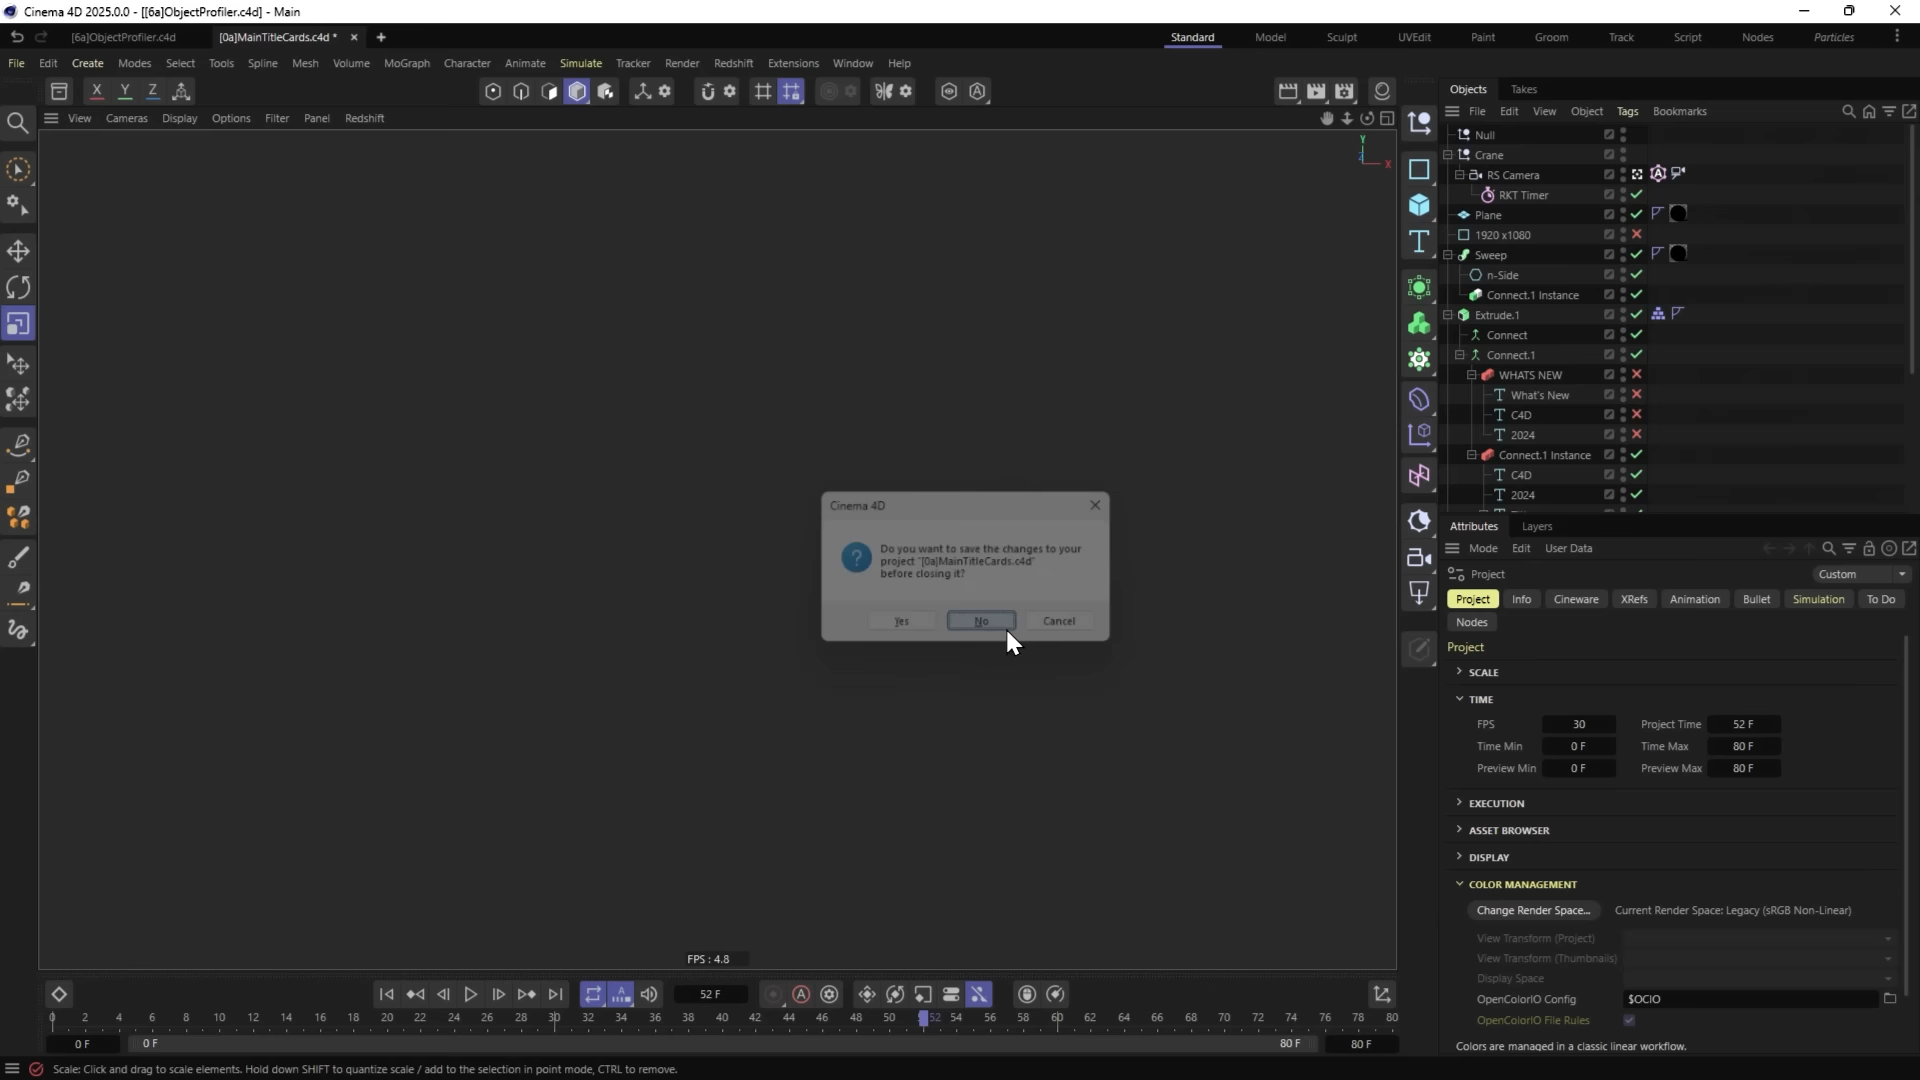 Cinema 4D 2025.0.0 - [[6a]ObjectProfiler.c4d] - Main
[6a]ObjectProfiler.c4d
[0a]MainTitleCards.c4d *
Standard Model Sculpt UVEdit Paint Groom Track Script Nodes Particles
File Edit Create Modes Select Tools Spline Mesh Volume MoGraph Character Animate Simulate Tracker Render Redshift Extensions Window Help
X Y Z
Objects Takes
View Cameras Display Options Filter Panel Redshift
File Edit View Object Tags Bookmarks
Y
Z
X
Null
Crane
RS Camera
RKT Timer
Plane
1920 x1080
Sweep
n-Side
Connect.1 Instance
Extrude.1
Connect
Connect.1
WHATS NEW
What's New
C4D
2024
Connect.1 Instance
C4D
2024
Cinema 4D
Do you want to save the changes to your
project "[0a]MainTitleCards.c4d"
before closing it?
Yes No Cancel
Attributes Layers
Mode Edit User Data
Project
Custom
Project Info Cineware XRefs Animation Bullet Simulation To Do
Nodes
Project
SCALE
TIME
FPS 30 Project Time 52 F
Time Min 0 F Time Max 80 F
Preview Min 0 F Preview Max 80 F
EXECUTION
ASSET BROWSER
DISPLAY
COLOR MANAGEMENT
Change Render Space... Current Render Space: Legacy (sRGB Non-Linear)
View Transform (Project)
View Transform (Thumbnails)
Display Space
OpenColorIO Config $OCIO
OpenColorIO File Rules
Colors are managed in a classic linear workflow.
FPS : 4.8
52 F
0 2 4 6 8 10 12 14 16 18 20 22 24 26 28 30 32 34 36 38 40 42 44 46 48 50 52 54 56 58 60 62 64 66 68 70 72 74 76 78 80
0 F 0 F 80 F 80 F
Scale: Click and drag to scale elements. Hold down SHIFT to quantize scale / add to the selection in point mode, CTRL to remove.